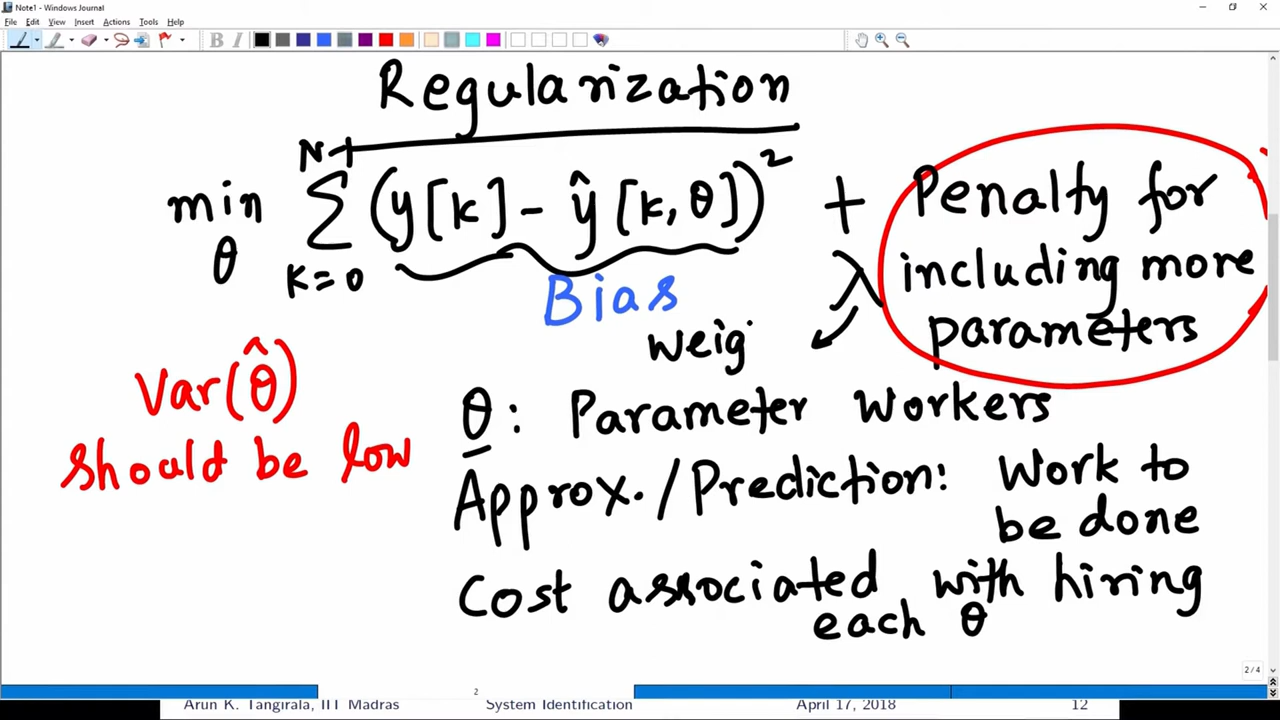 Note1 - Windows Journal
File Edit View Insert Actions Tools Help
B I
Regularization
min θ N-1 Σ k=0 (y[k] - ŷ[k, θ])² + λ
Penalty for
including more
parameters
Bias
weig
Var(θ̂)
should be low
θ : Parameter Workers
Approx. / Prediction: Work to
be done
Cost associated with hiring
each θ
2 / 4
2
Arun K. Tangirala, IIT Madras System Identification April 17, 2018 12